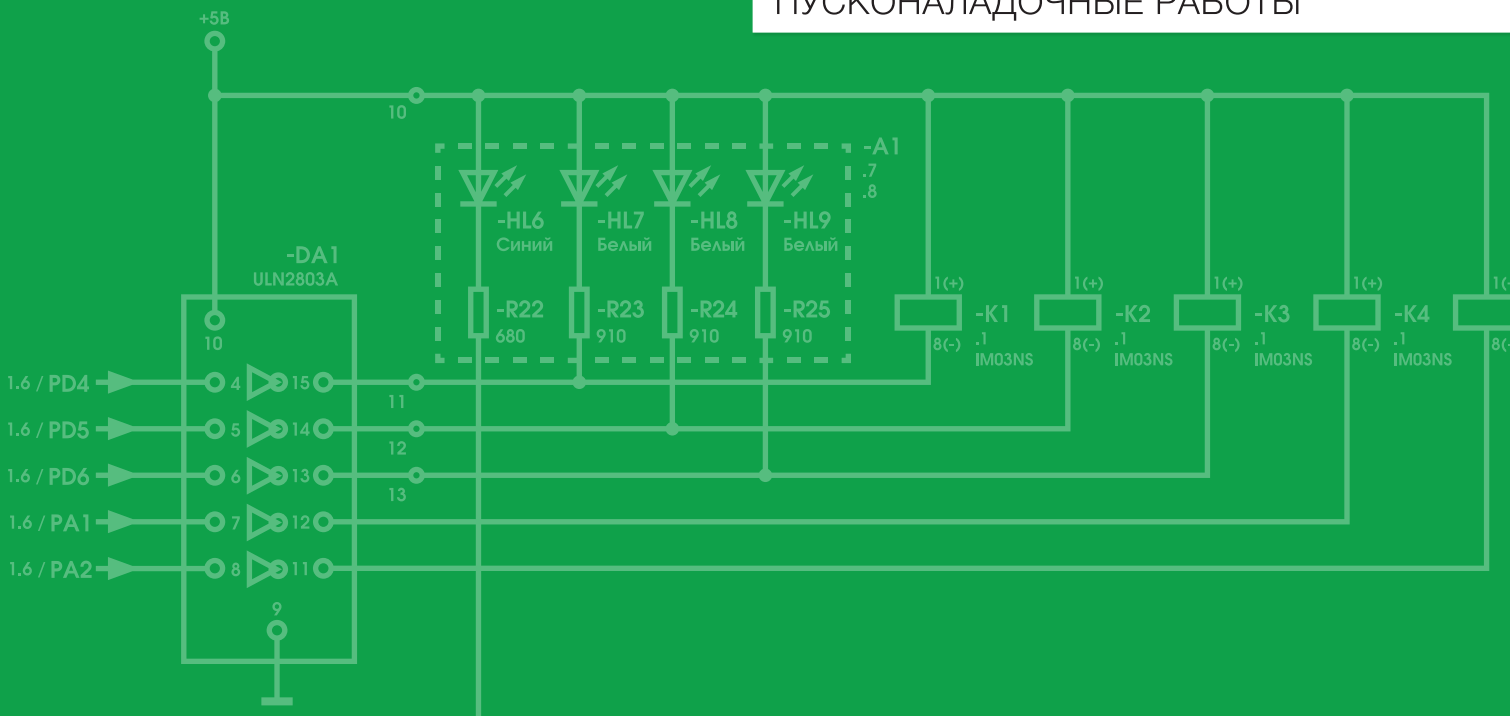 ПУСКОНАЛАДОЧНЫЕ РАБОТЫ
+5В
10
-A1
.7
.8
-HL6
Синий
-HL7
Белый
-HL8
Белый
-HL9
Белый
-DA1
ULN2803A
-R22
680
-R23
910
-R24
910
-R25
910
1(+)
-K1
8(-)
.1
IM03NS
1(+)
-K2
8(-)
.1
IM03NS
1(+)
-K3
8(-)
.1
IM03NS
1(+)
-K4
8(-)
.1
IM03NS
10
1.6 / PD4
4
15
11
1.6 / PD5
5
14
12
1.6 / PD6
6
13
13
1.6 / PA1
7
12
1.6 / PA2
8
11
9